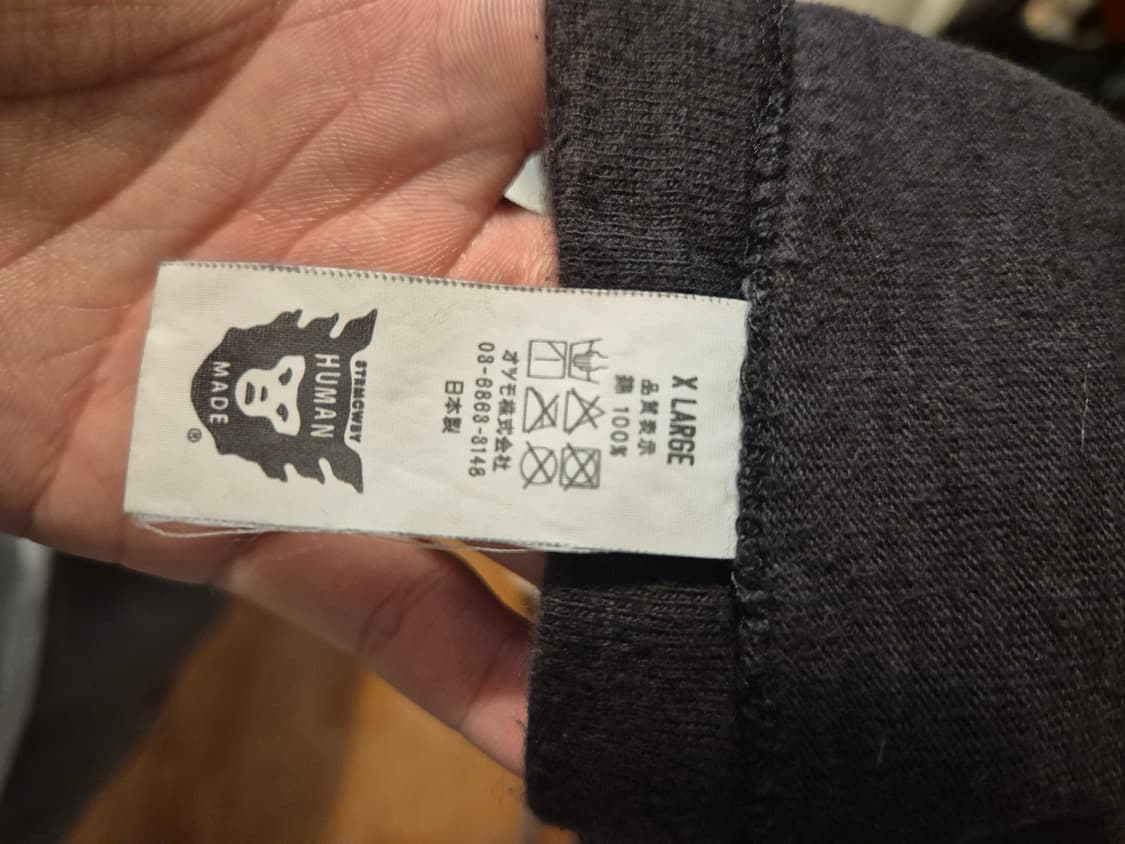 X LARGE
品質表示
綿 100%
オツモ株式会社
03-6868-8148
日本製
STRMCWBY
HUMAN
MADE
®